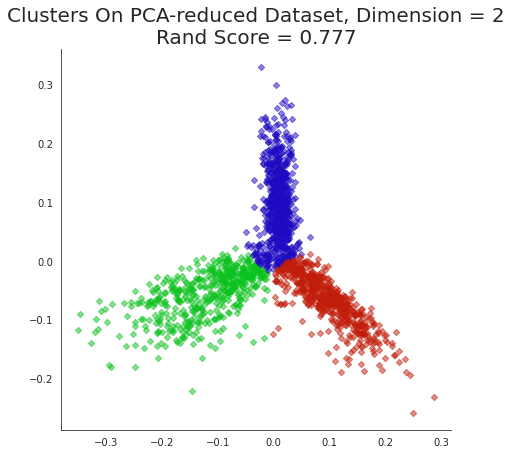 Clusters On PCA-reduced Dataset, Dimension = 2
Rand Score = 0.777
0.3
0.2
0.1
0.0
−0.1
−0.2
−0.3 −0.2 −0.1 0.0 0.1 0.2 0.3